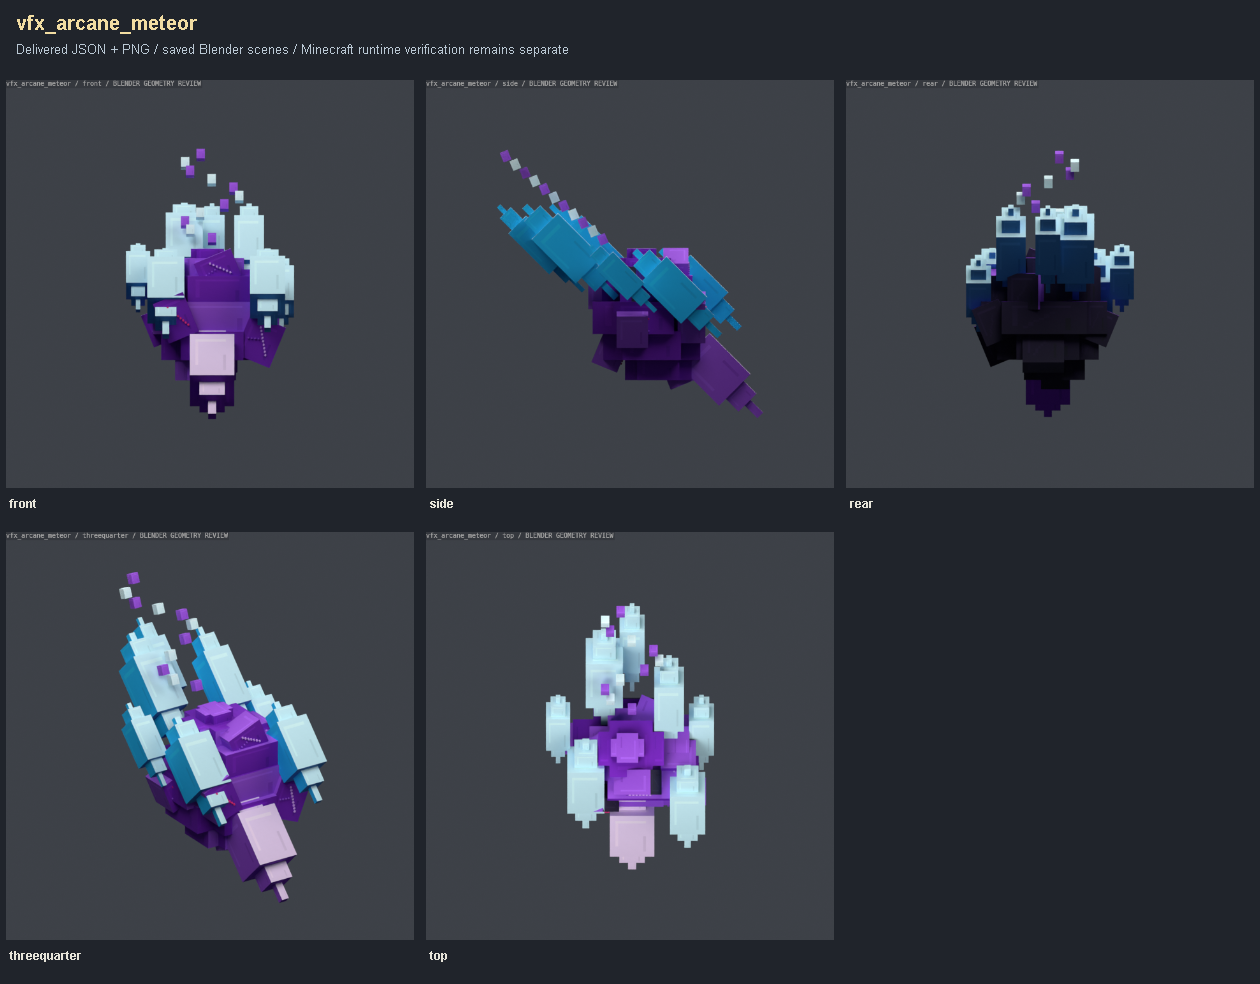 vfx_arcane_meteor
Delivered JSON + PNG / saved Blender scenes / Minecraft runtime verification remains separate
vfx_arcane_meteor / front / BLENDER GEOMETRY REVIEW
vfx_arcane_meteor / side / BLENDER GEOMETRY REVIEW
vfx_arcane_meteor / rear / BLENDER GEOMETRY REVIEW
front
side
rear
vfx_arcane_meteor / threequarter / BLENDER GEOMETRY REVIEW
vfx_arcane_meteor / top / BLENDER GEOMETRY REVIEW
threequarter
top